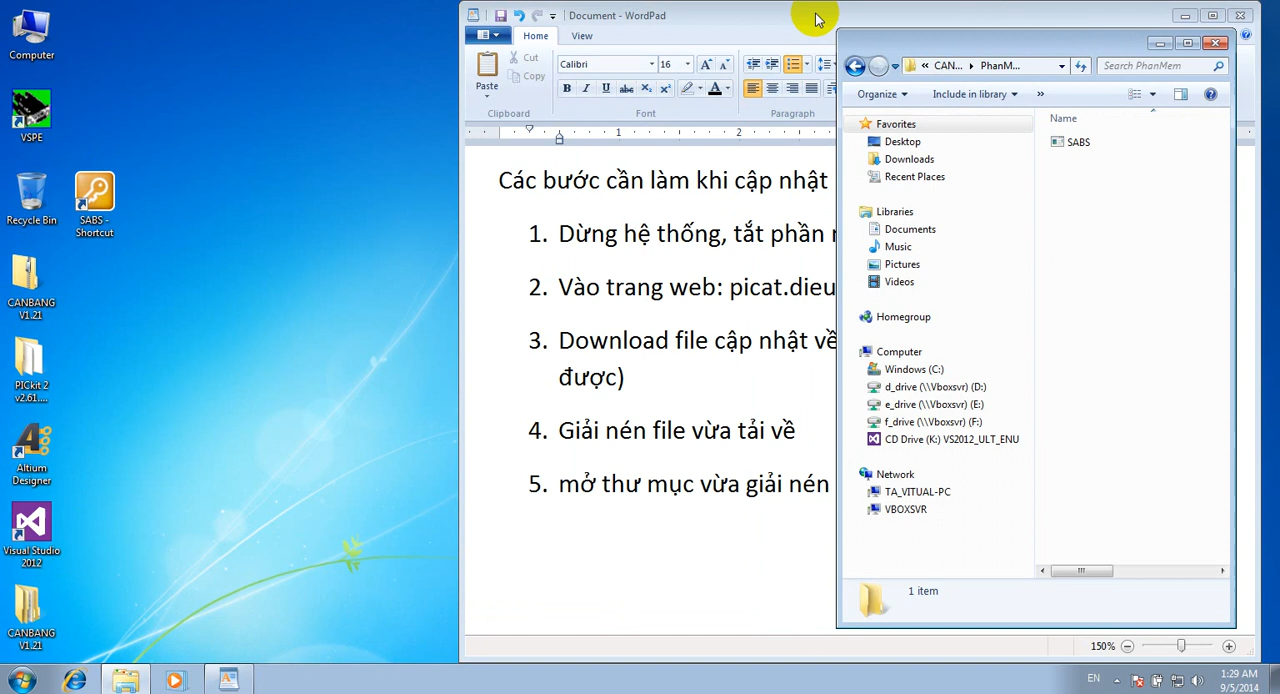 Computer
VSPE
Recycle Bin
SABS -
Shortcut
CANBANG
V1.21
PICkit 2
v2.61....
Altium
Designer
Visual Studio
2012
CANBANG
V1.21
Document - WordPad
Home
View
Paste
Cut
Copy
Clipboard
Calibri
16
Font
Paragraph
1
2
Các bước cần làm khi cập nhật
1. Dừng hệ thống, tắt phần
2. Vào trang web: picat.dieu
3. Download file cập nhật về
được)
4. Giải nén file vừa tải về
5. mở thư mục vừa giải nén
150%
CAN...
PhanM...
Search PhanMem
Organize
Include in library
»
Favorites
Desktop
Downloads
Recent Places
Libraries
Documents
Music
Pictures
Videos
Homegroup
Computer
Windows (C:)
d_drive (\\Vboxsvr) (D:)
e_drive (\\Vboxsvr) (E:)
f_drive (\\Vboxsvr) (F:)
CD Drive (K:) VS2012_ULT_ENU
Network
TA_VITUAL-PC
VBOXSVR
Name
SABS
1 item
EN
1:29 AM
9/5/2014